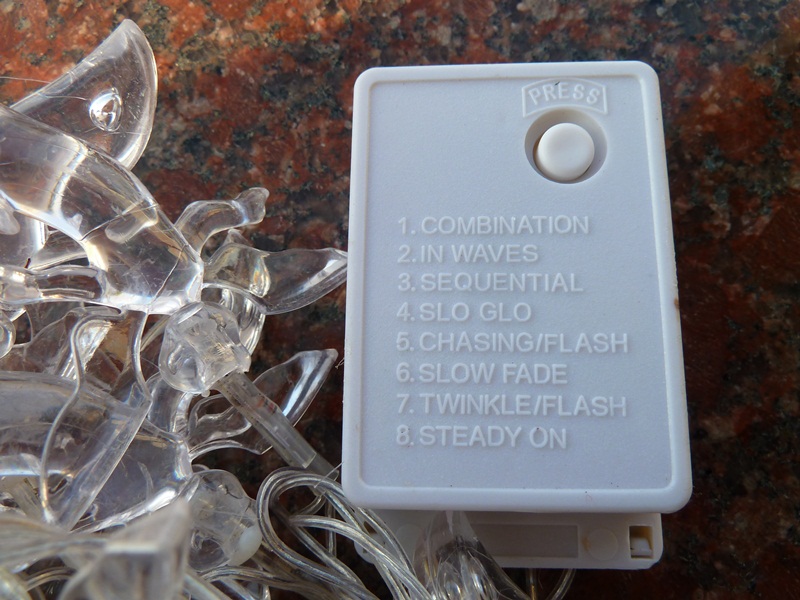 PRESS
1. COMBINATION
2. IN WAVES
3. SEQUENTIAL
4. SLO GLO
5. CHASING/FLASH
6. SLOW FADE
7. TWINKLE/FLASH
8. STEADY ON